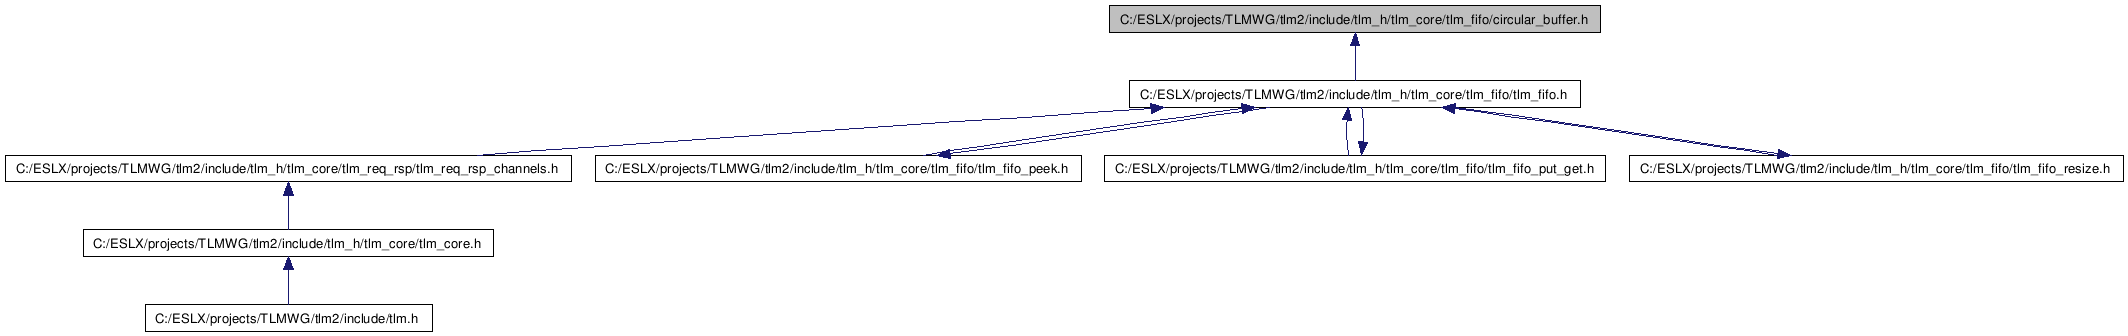 C:/ESLX/projects/TLMWG/tlm2/include/tlm_h/tlm_core/tlm_fifo/circular_buffer.h
C:/ESLX/projects/TLMWG/tlm2/include/tlm_h/tlm_core/tlm_fifo/tlm_fifo.h
C:/ESLX/projects/TLMWG/tlm2/include/tlm_h/tlm_core/tlm_req_rsp/tlm_req_rsp_channels.h
C:/ESLX/projects/TLMWG/tlm2/include/tlm_h/tlm_core/tlm_fifo/tlm_fifo_peek.h
C:/ESLX/projects/TLMWG/tlm2/include/tlm_h/tlm_core/tlm_fifo/tlm_fifo_put_get.h
C:/ESLX/projects/TLMWG/tlm2/include/tlm_h/tlm_core/tlm_fifo/tlm_fifo_resize.h
C:/ESLX/projects/TLMWG/tlm2/include/tlm_h/tlm_core/tlm_core.h
C:/ESLX/projects/TLMWG/tlm2/include/tlm.h